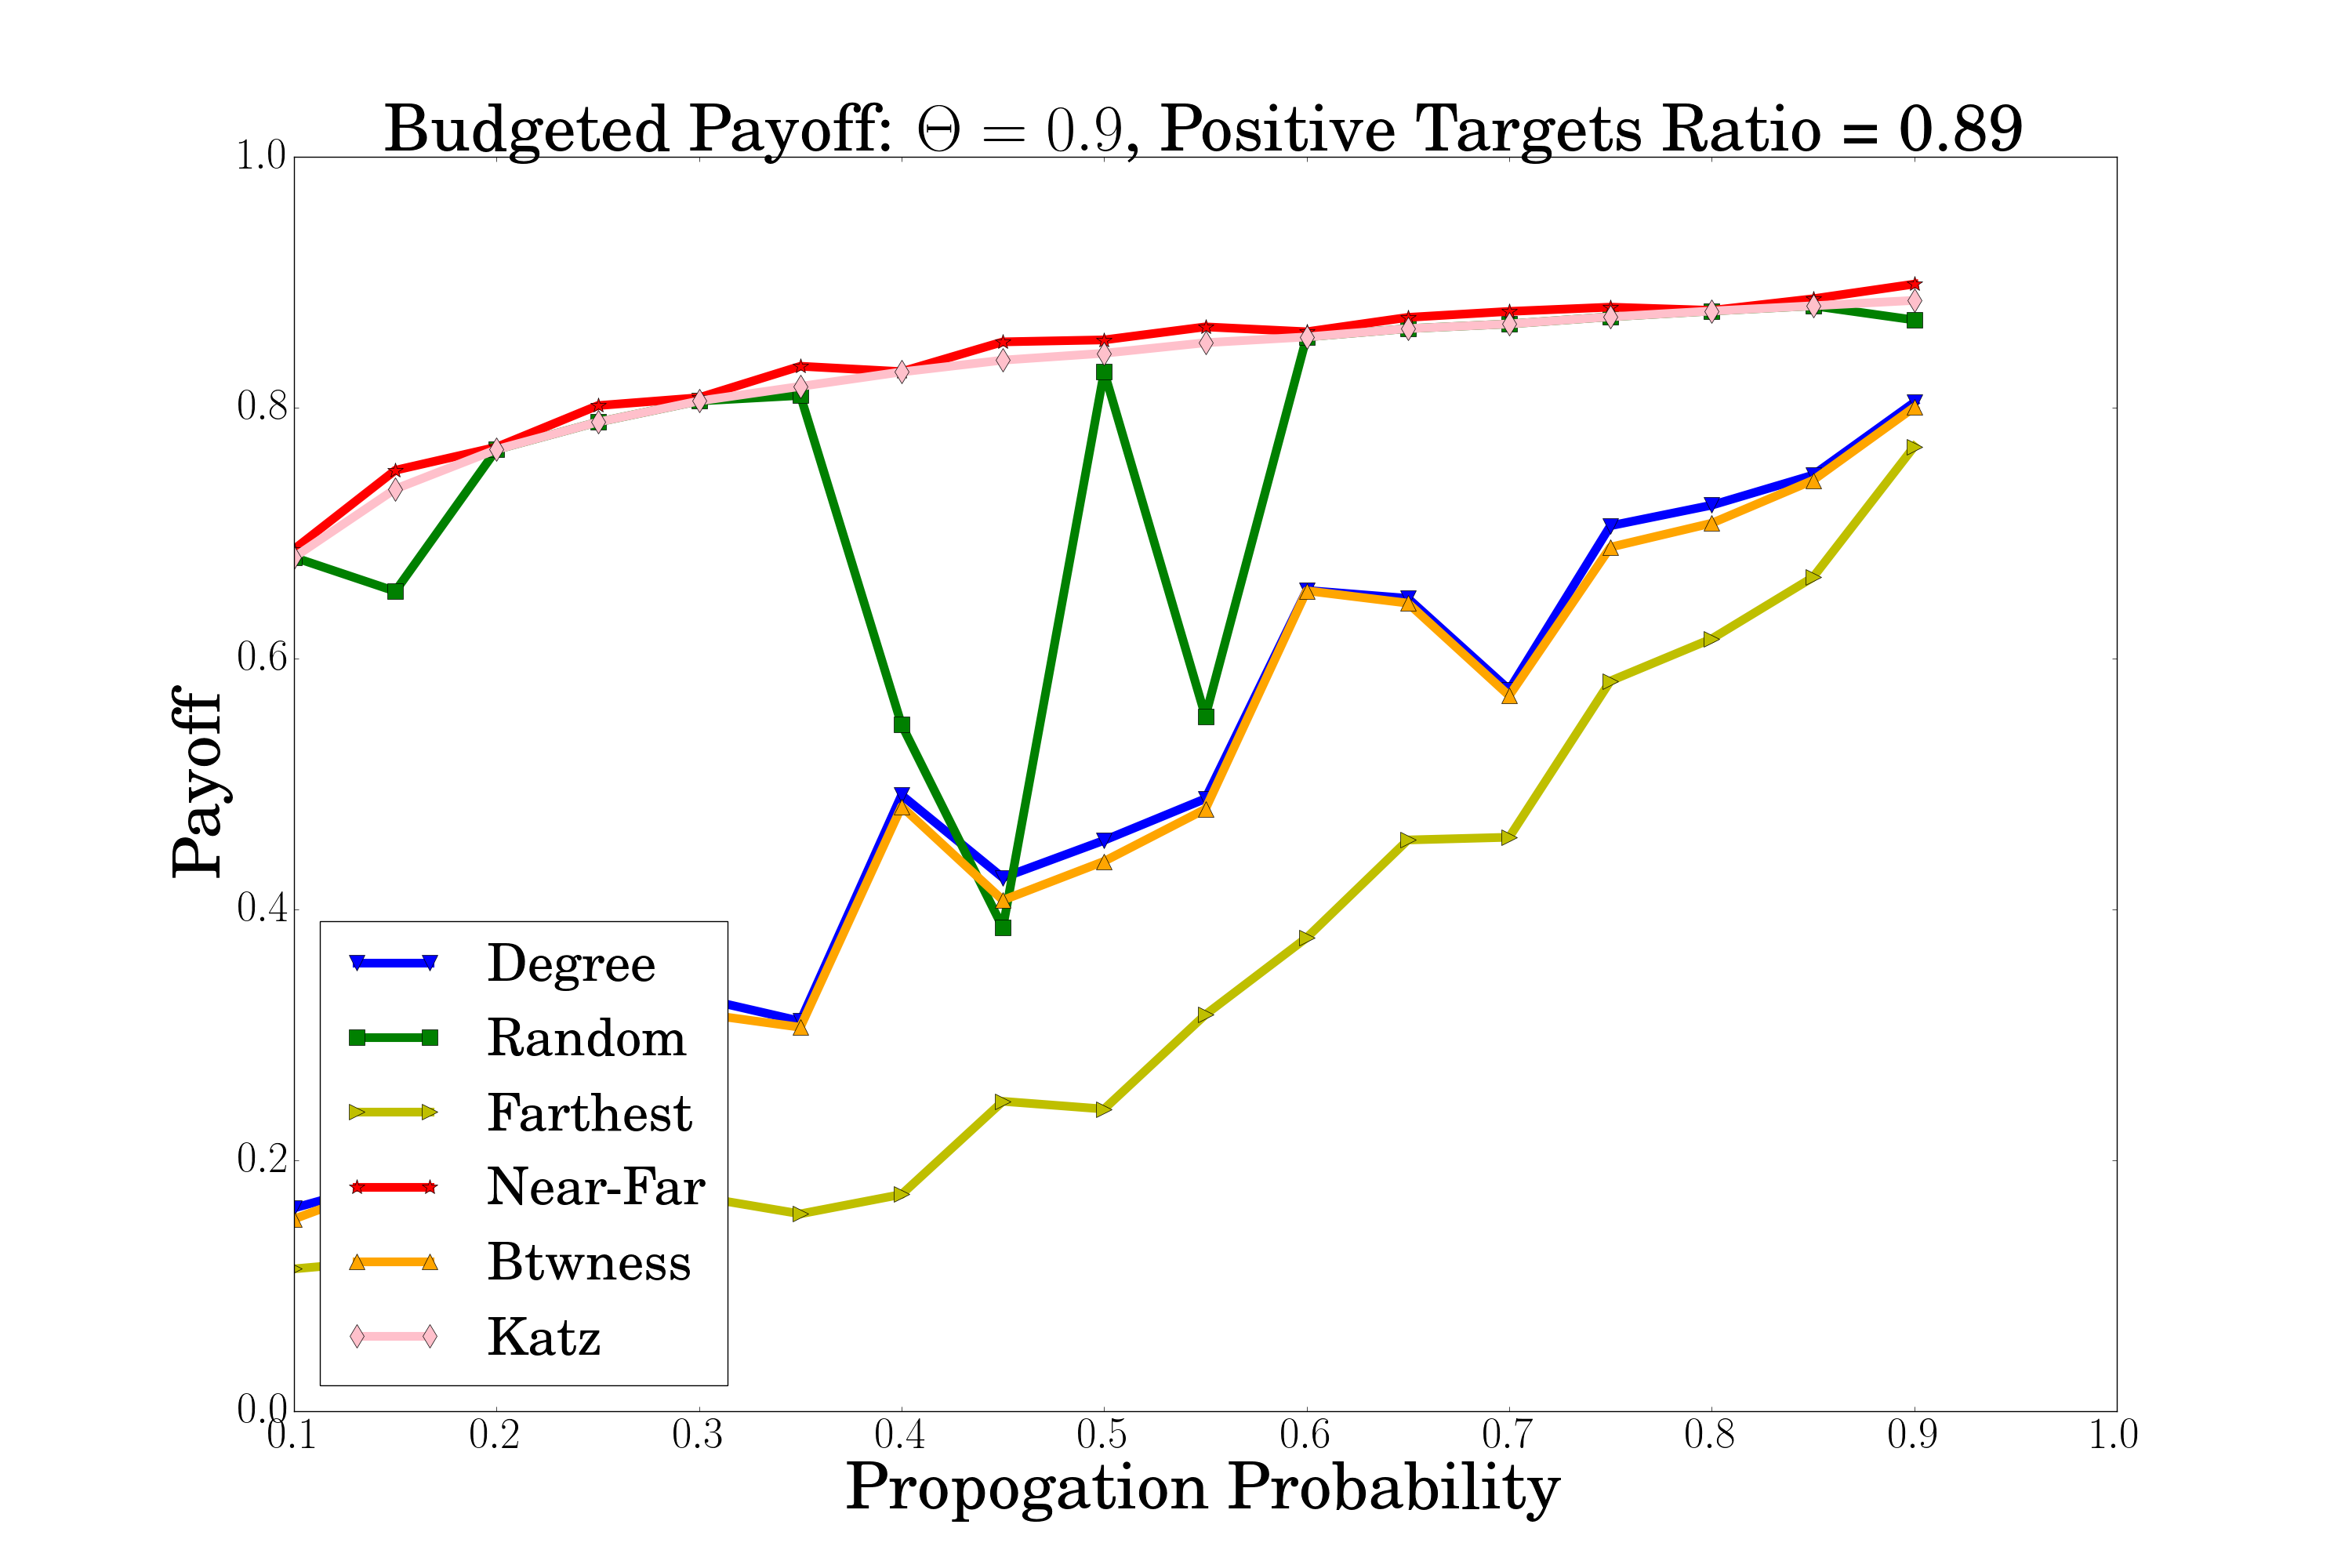 Budgeted Payoff: Θ = 0.9, Positive Targets Ratio = 0.89
1.0
0.8
0.6
0.4
0.2
0.0
Payoff
Degree
Random
Farthest
Near-Far
Btwness
Katz
0.1 0.2 0.3 0.4 0.5 0.6 0.7 0.8 0.9 1.0
Propogation Probability